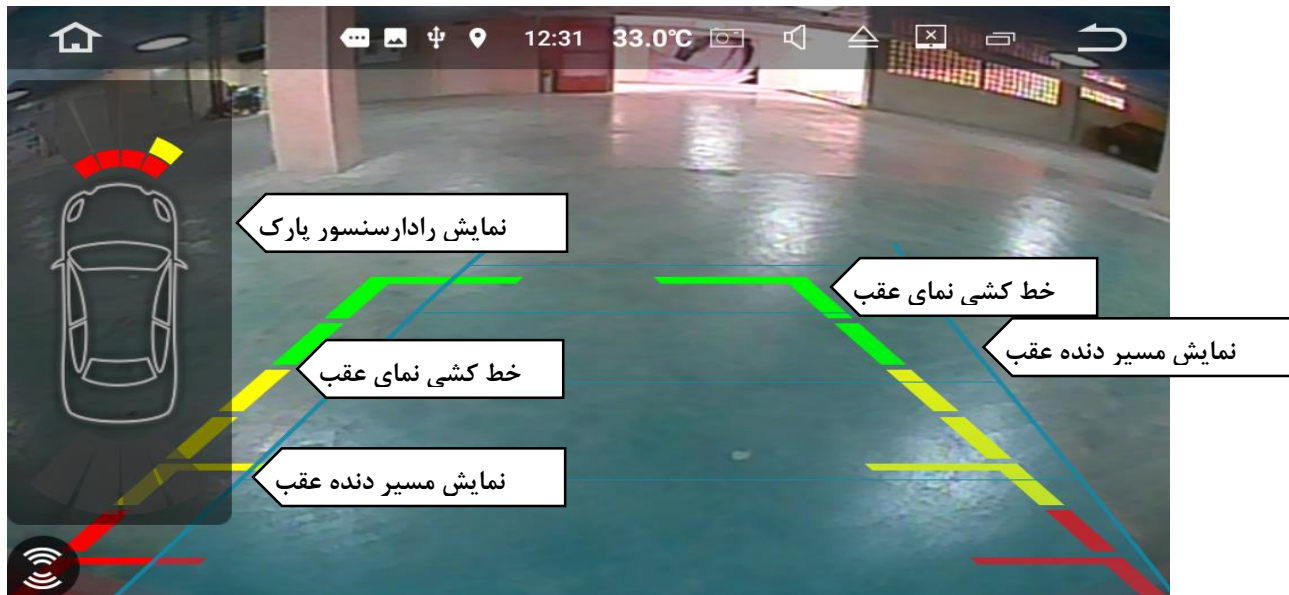 12:31 33.0°C
نمایش رادارسنسور پارک
خط کشی نمای عقب
نمایش مسیر دنده عقب
خط کشی نمای عقب
نمایش مسیر دنده عقب